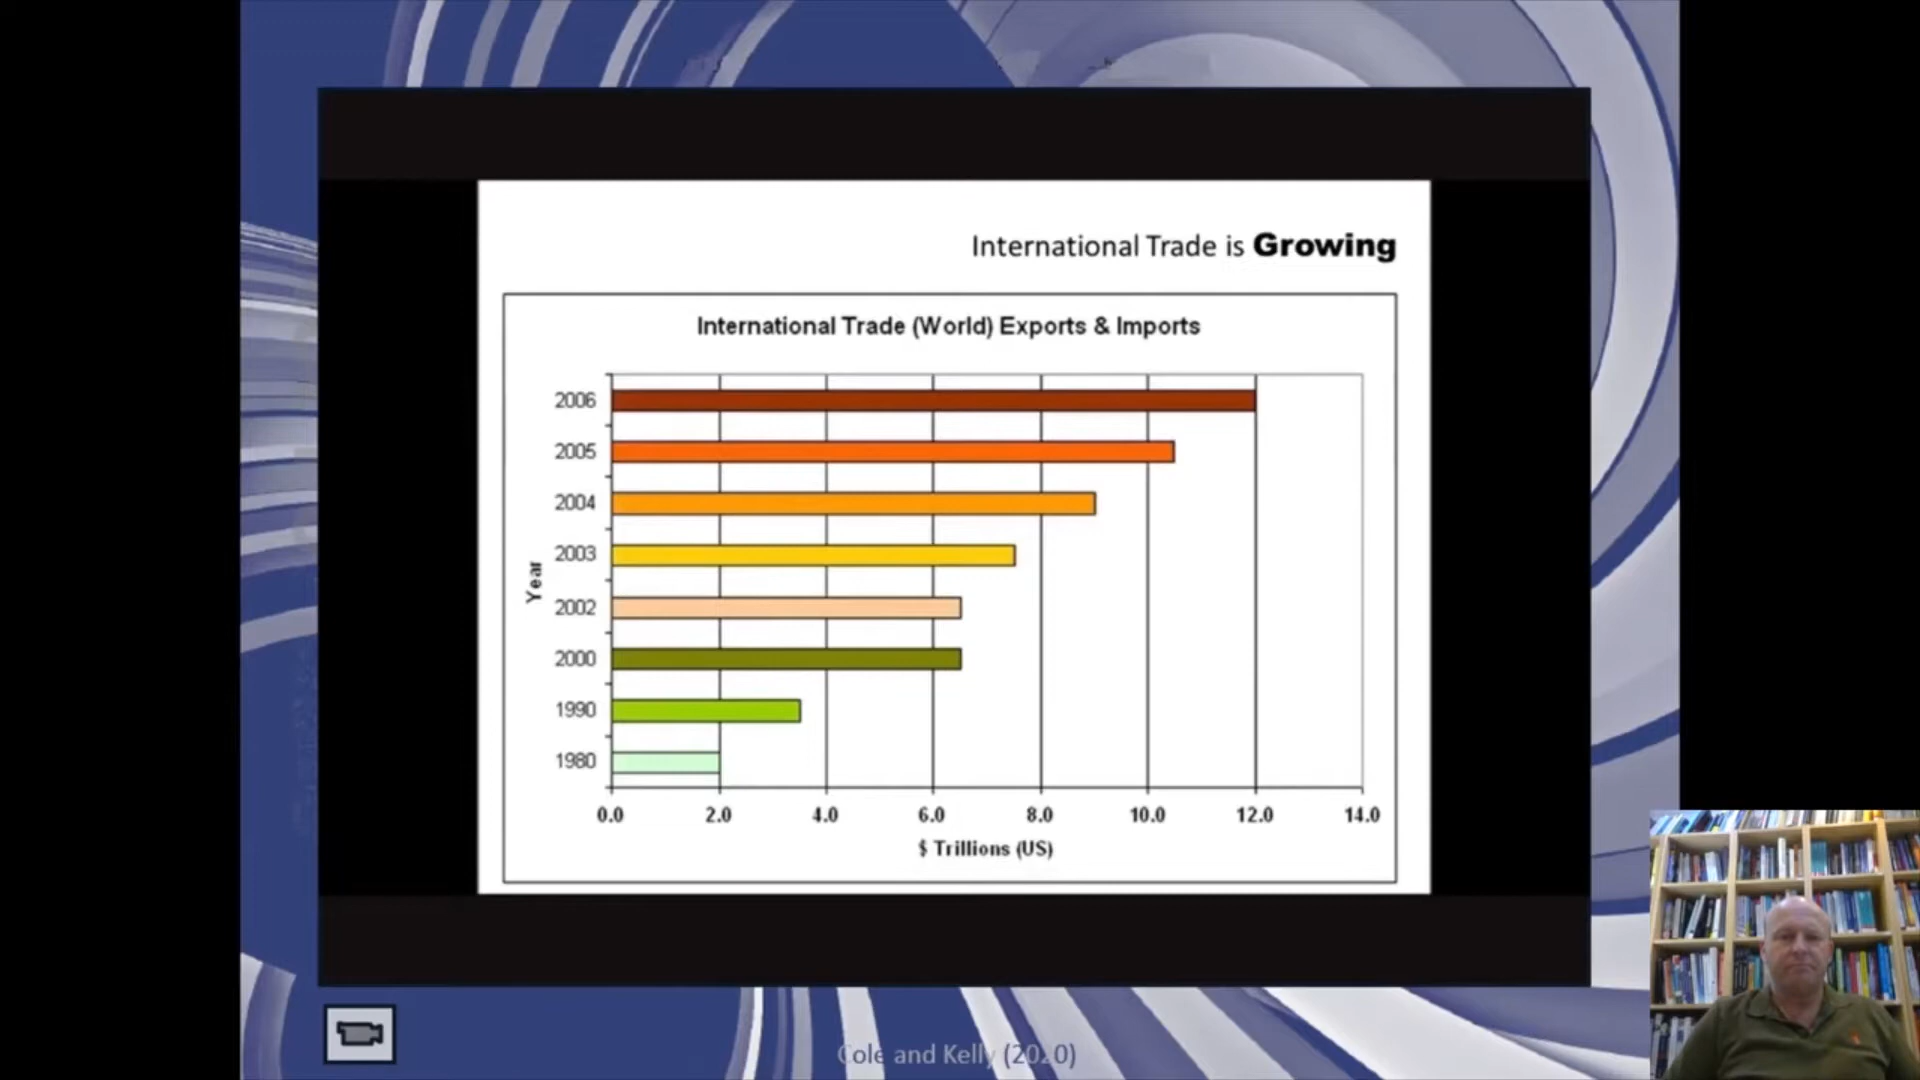 International Trade is Growing
International Trade (World) Exports & Imports
2006
2005
2004
2003
2002
2000
1990
1980
Year
0.0 2.0 4.0 6.0 8.0 10.0 12.0 14.0
$ Trillions (US)
Cole and Kelly (2020)